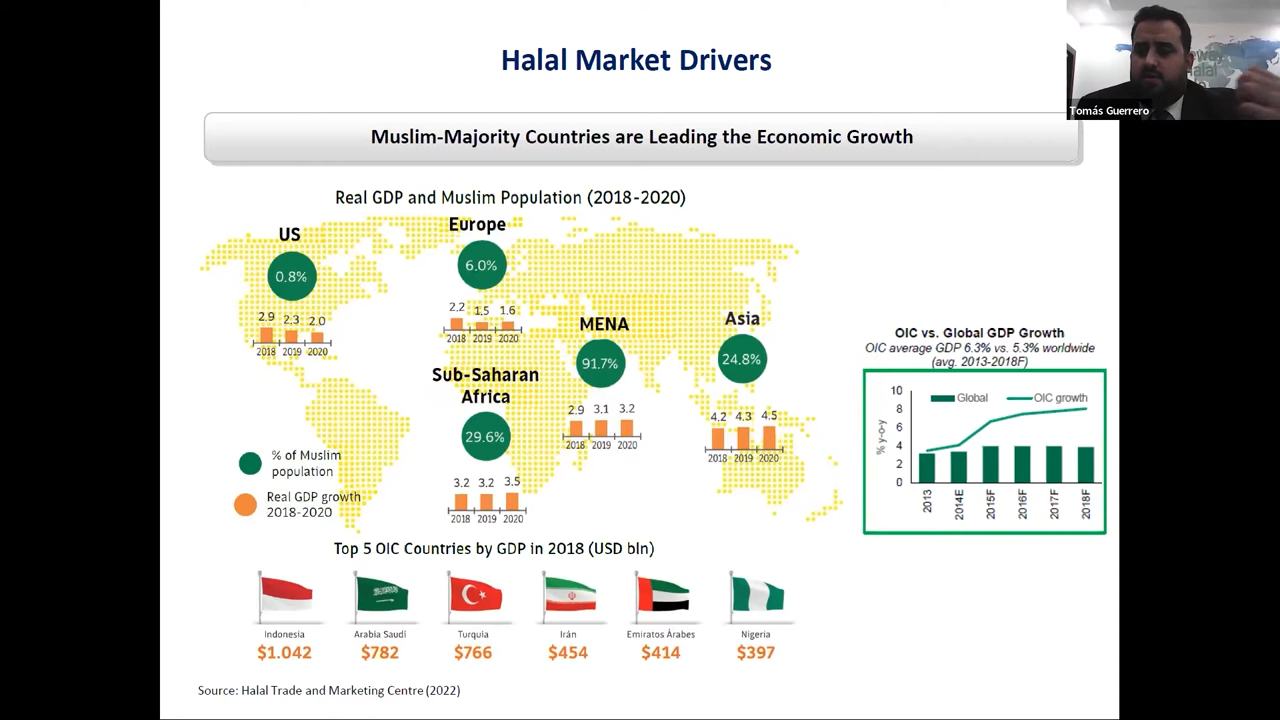 Halal Market Drivers
Tomás Guerrero
Muslim-Majority Countries are Leading the Economic Growth
Real GDP and Muslim Population (2018-2020)
US
0.8%
2.9 2.3 2.0
2018 2019 2020
Europe
6.0%
2.2 1.5 1.6
2018 2019 2020
MENA
91.7%
2.9 3.1 3.2
2018 2019 2020
Asia
24.8%
4.2 4.3 4.5
2018 2019 2020
Sub-Saharan
Africa
29.6%
3.2 3.2 3.5
2018 2019 2020
% of Muslim
population
Real GDP growth
2018-2020
OIC vs. Global GDP Growth
OIC average GDP 6.3% vs. 5.3% worldwide
(avg. 2013-2018F)
Global OIC growth
% y-o-y
10
8
6
4
2
0
2013 2014E 2015F 2016F 2017F 2018F
Top 5 OIC Countries by GDP in 2018 (USD bln)
Indonesia Arabia Saudí Turquia Irán Emiratos Árabes Nigeria
$1.042 $782 $766 $454 $414 $397
Source: Halal Trade and Marketing Centre (2022)